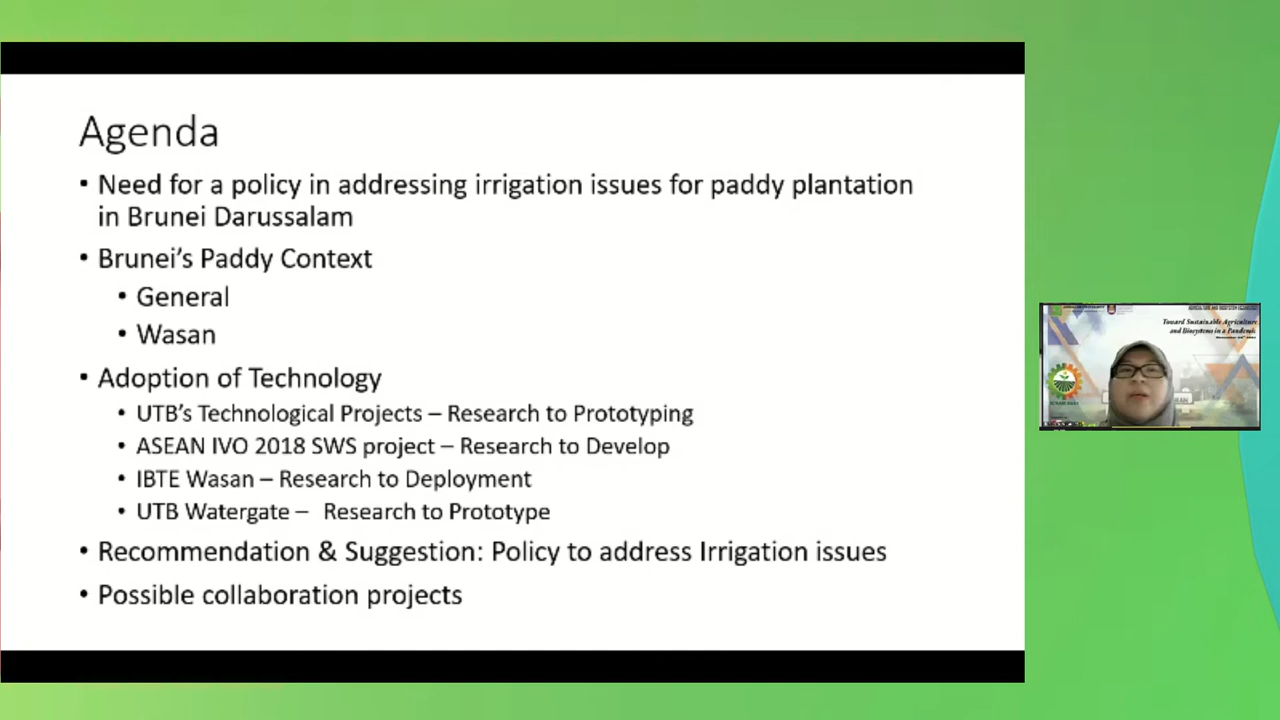 Agenda
• Need for a policy in addressing irrigation issues for paddy plantation
in Brunei Darussalam
• Brunei's Paddy Context
• General
• Wasan
• Adoption of Technology
• UTB's Technological Projects – Research to Prototyping
• ASEAN IVO 2018 SWS project – Research to Develop
• IBTE Wasan – Research to Deployment
• UTB Watergate – Research to Prototype
• Recommendation & Suggestion: Policy to address Irrigation issues
• Possible collaboration projects
Toward Sustainable Agriculture
and Biosystems in a Pandemic